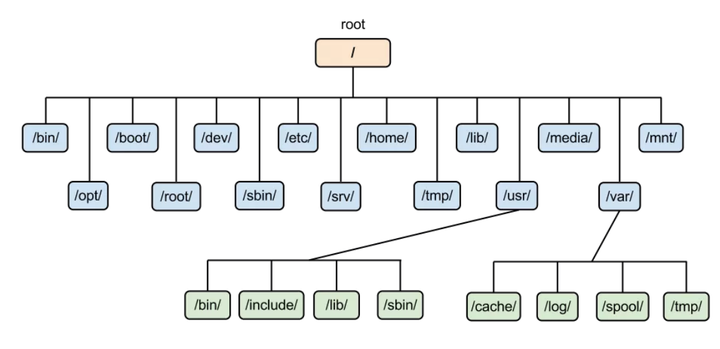 root
/
/bin/ /boot/ /dev/ /etc/ /home/ /lib/ /media/ /mnt/
/opt/ /root/ /sbin/ /srv/ /tmp/ /usr/ /var/
/bin/ /include/ /lib/ /sbin/ /cache/ /log/ /spool/ /tmp/